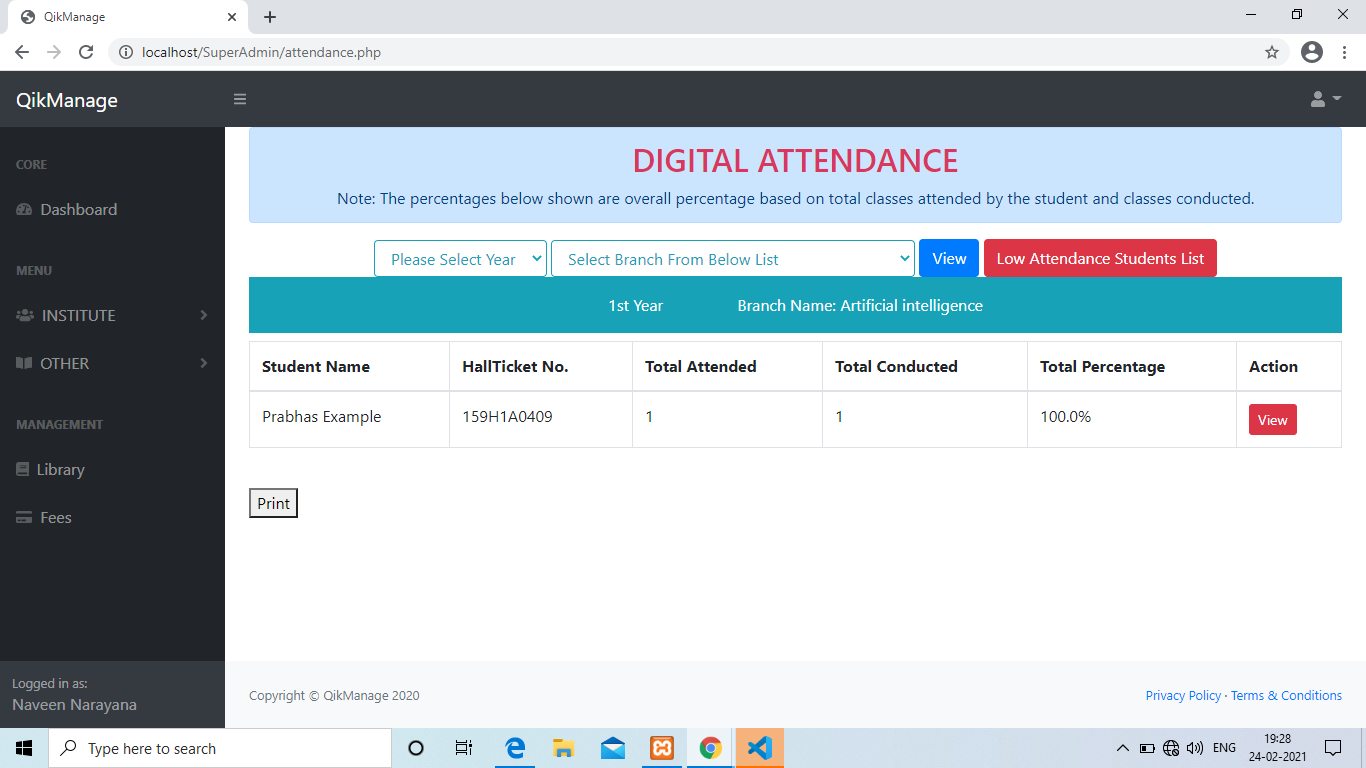 QikManage
localhost/SuperAdmin/attendance.php
QikManage
CORE
Dashboard
MENU
INSTITUTE
OTHER
MANAGEMENT
Library
Fees
Logged in as:
Naveen Narayana
DIGITAL ATTENDANCE
Note: The percentages below shown are overall percentage based on total classes attended by the student and classes conducted.
Please Select Year Select Branch From Below List View Low Attendance Students List
1st Year Branch Name: Artificial intelligence
Student Name HallTicket No. Total Attended Total Conducted Total Percentage Action
Prabhas Example 159H1A0409 1 1 100.0% View
Print
Copyright © QikManage 2020 Privacy Policy · Terms & Conditions
Type here to search
ENG
19:28
24-02-2021